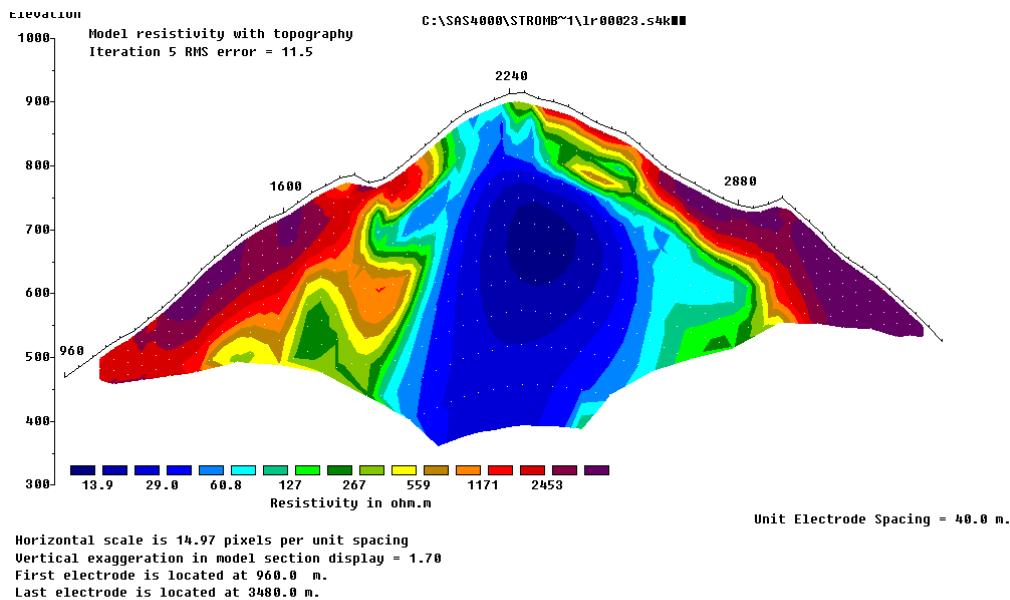 Elevation
C:\SAS4000\STROMB~1\lr00023.s4k
Model resistivity with topography
Iteration 5 RMS error = 11.5
1000
900
800
700
600
500
400
300
2240
1600
2880
960
13.9 29.0 60.8 127 267 559 1171 2453
Resistivity in ohm.m
Unit Electrode Spacing = 40.0 m.
Horizontal scale is 14.97 pixels per unit spacing
Vertical exaggeration in model section display = 1.70
First electrode is located at 960.0 m.
Last electrode is located at 3480.0 m.